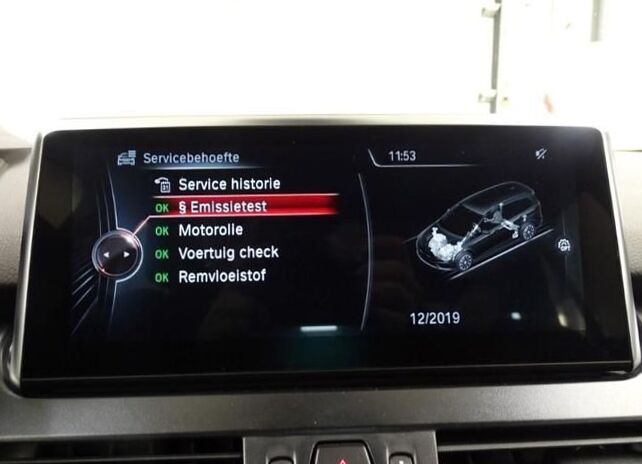 Servicebehoefte
11:53
Service historie
OK § Emissietest
OK Motorolie
OK Voertuig check
OK Remvloeistof
12/2019